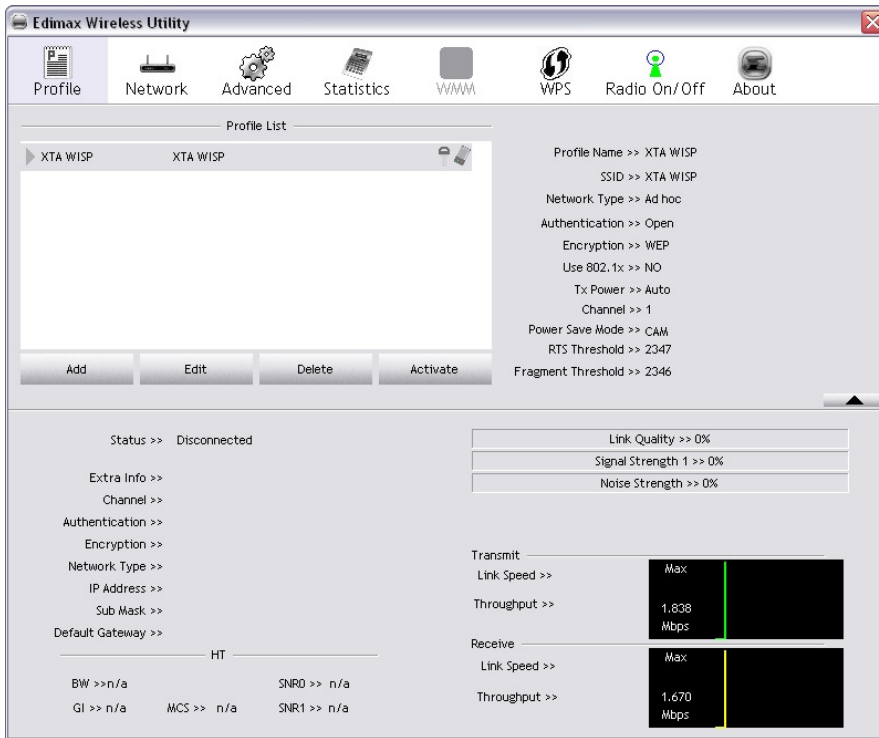 Edimax Wireless Utility
Profile Network Advanced Statistics WMM WPS Radio On/Off About
Profile List
XTA WISP XTA WISP
Add Edit Delete Activate
Profile Name >> XTA WISP
SSID >> XTA WISP
Network Type >> Ad hoc
Authentication >> Open
Encryption >> WEP
Use 802.1x >> NO
Tx Power >> Auto
Channel >> 1
Power Save Mode >> CAM
RTS Threshold >> 2347
Fragment Threshold >> 2346
Status >> Disconnected
Extra Info >>
Channel >>
Authentication >>
Encryption >>
Network Type >>
IP Address >>
Sub Mask >>
Default Gateway >>
HT
BW >>n/a SNR0 >> n/a
GI >> n/a MCS >> n/a SNR1 >> n/a
Link Quality >> 0%
Signal Strength 1 >> 0%
Noise Strength >> 0%
Transmit
Link Speed >>
Throughput >>
Max
1.838
Mbps
Receive
Link Speed >>
Throughput >>
Max
1.670
Mbps